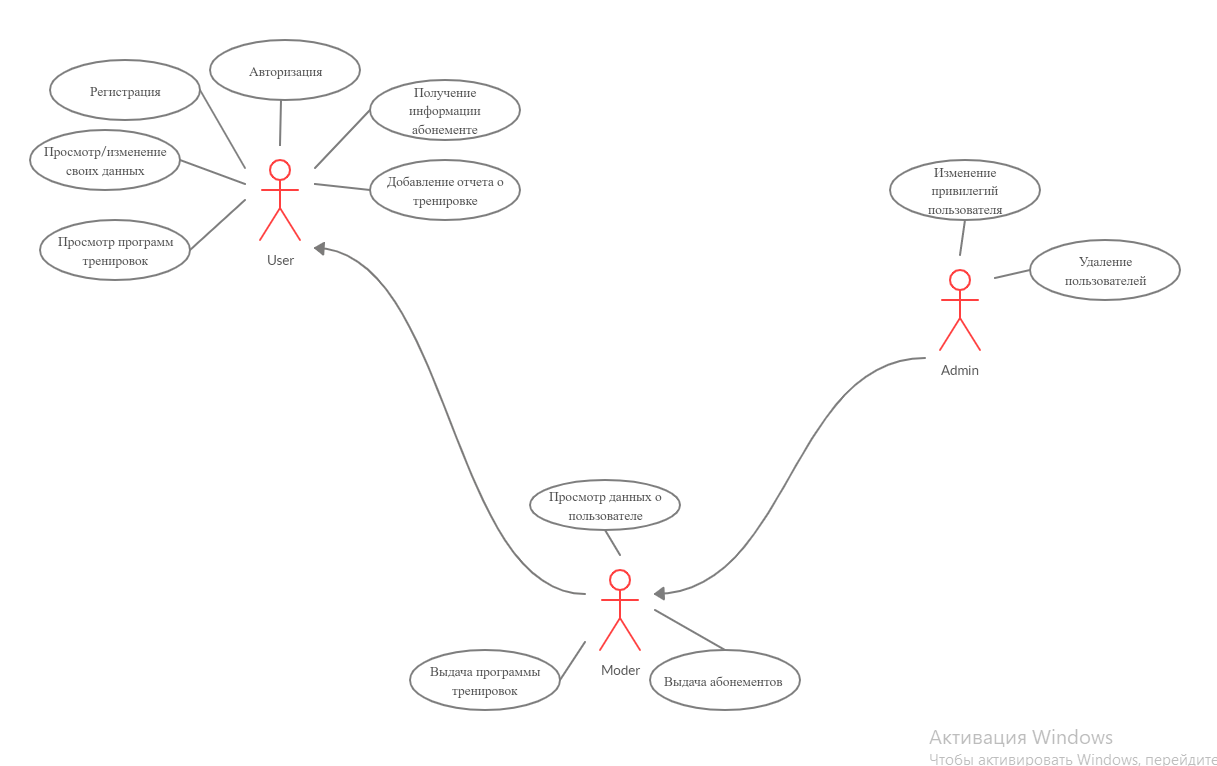 Авторизация
Регистрация
Получение
информации
абонементе
Просмотр/изменение
своих данных
Добавление отчета о
тренировке
Просмотр программ
тренировок
User
Изменение
привилегий
пользователя
Удаление
пользователей
Admin
Просмотр данных о
пользователе
Moder
Выдача программы
тренировок
Выдача абонементов
Активация Windows
Чтобы активировать Windows, перейдите